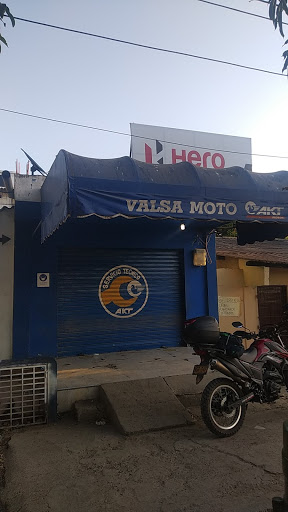 Hero
VALSA MOTO AKT
SERVICIO TECNICO
AKT